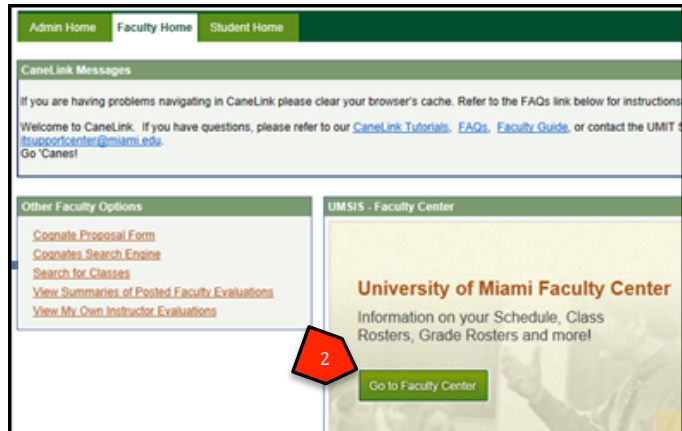 Admin Home Faculty Home Student Home
CaneLink Messages
If you are having problems navigating in CaneLink please clear your browser's cache. Refer to the FAQs link below for instructions
Welcome to CaneLink. If you have questions, please refer to our CaneLink Tutorials, FAQs, Faculty Guide, or contact the UMIT S
itsupportcenter@miami.edu.
Go 'Canes!
Other Faculty Options
Cognate Proposal Form
Cognates Search Engine
Search for Classes
View Summaries of Posted Faculty Evaluations
View My Own Instructor Evaluations
UMSIS - Faculty Center
University of Miami Faculty Center
Information on your Schedule, Class
Rosters, Grade Rosters and more!
2
Go to Faculty Center